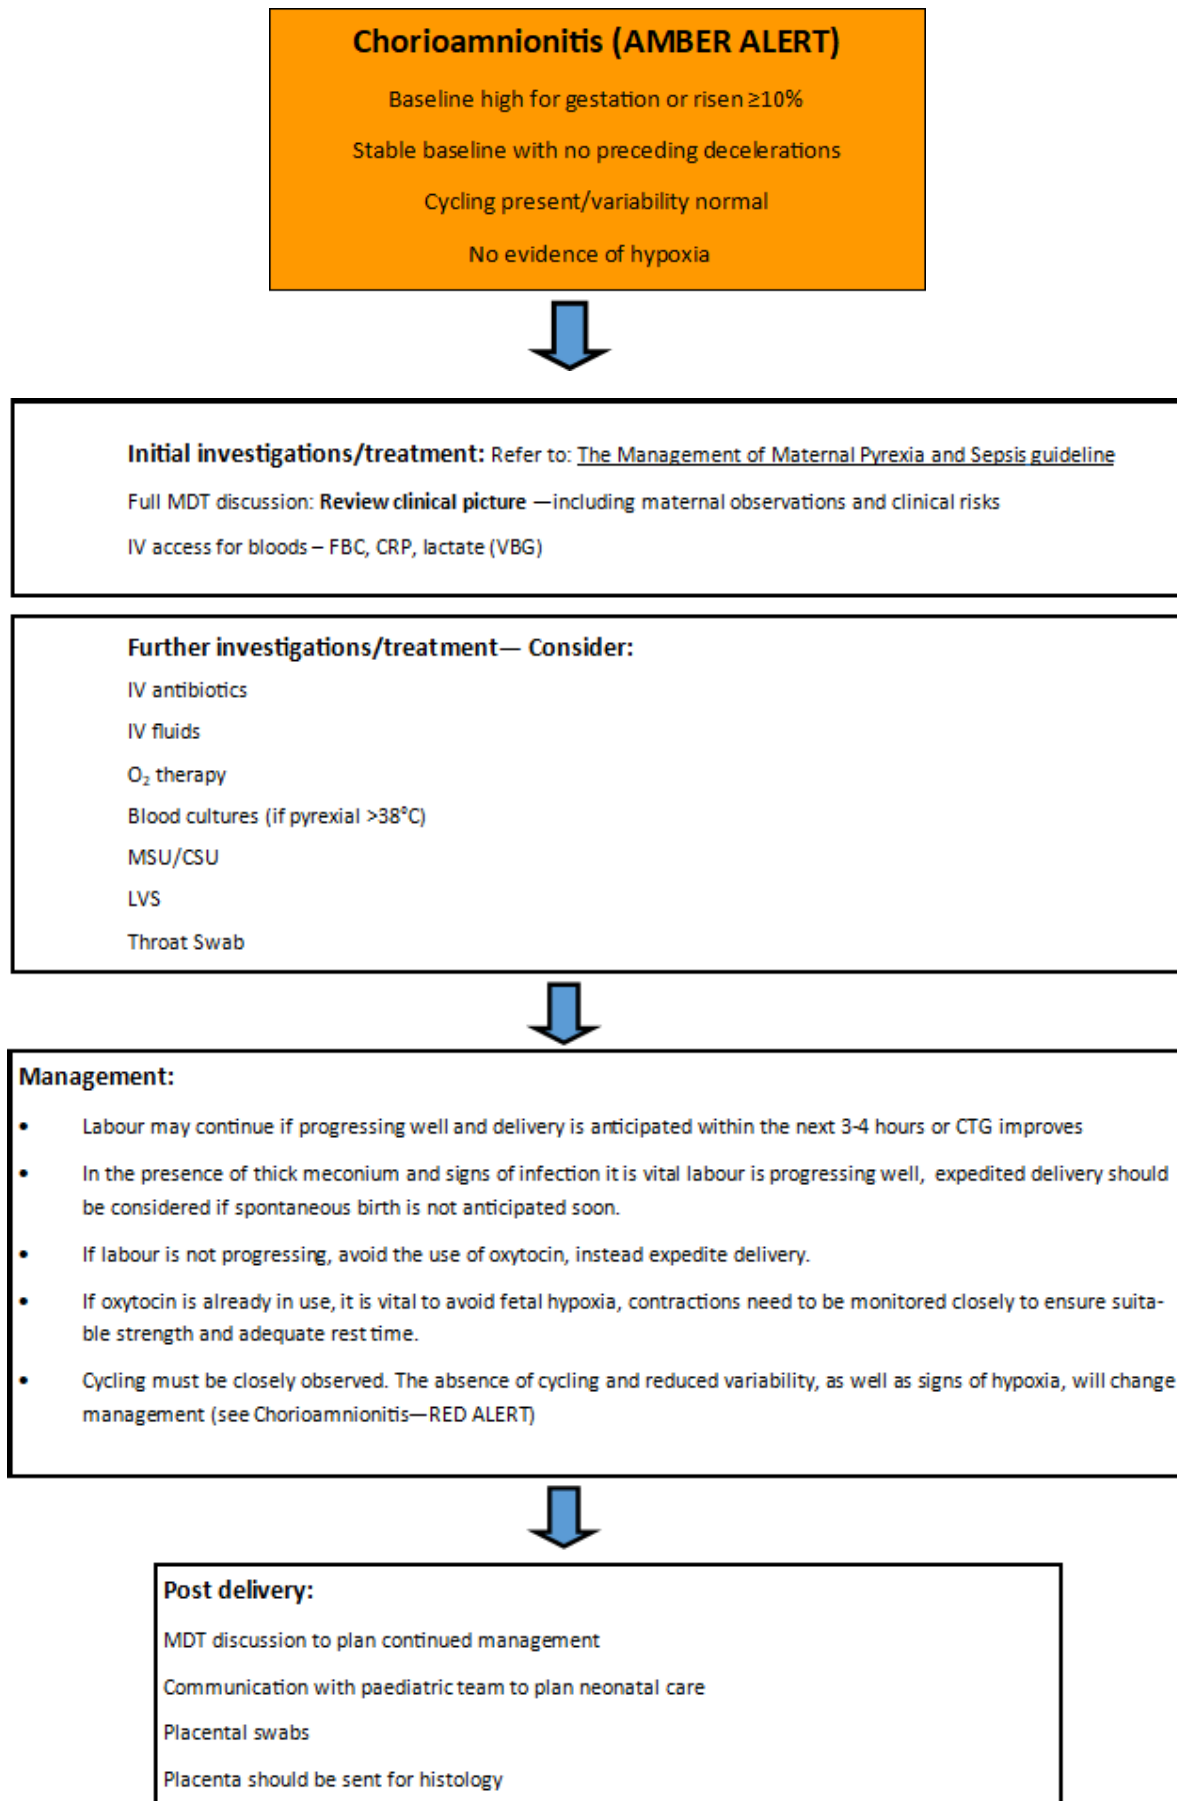 Chorioamnionitis (AMBER ALERT)
Baseline high for gestation or risen ≥10%
Stable baseline with no preceding decelerations
Cycling present/variability normal
No evidence of hypoxia
Initial investigations/treatment: Refer to: The Management of Maternal Pyrexia and Sepsis guideline
Full MDT discussion: Review clinical picture —including maternal observations and clinical risks
IV access for bloods – FBC, CRP, lactate (VBG)
Further investigations/treatment— Consider:
IV antibiotics
IV fluids
O₂ therapy
Blood cultures (if pyrexial >38°C)
MSU/CSU
LVS
Throat Swab
Management:
• Labour may continue if progressing well and delivery is anticipated within the next 3-4 hours or CTG improves
• In the presence of thick meconium and signs of infection it is vital labour is progressing well, expedited delivery should
be considered if spontaneous birth is not anticipated soon.
• If labour is not progressing, avoid the use of oxytocin, instead expedite delivery.
• If oxytocin is already in use, it is vital to avoid fetal hypoxia, contractions need to be monitored closely to ensure suita-
ble strength and adequate rest time.
• Cycling must be closely observed. The absence of cycling and reduced variability, as well as signs of hypoxia, will change
management (see Chorioamnionitis—RED ALERT)
Post delivery:
MDT discussion to plan continued management
Communication with paediatric team to plan neonatal care
Placental swabs
Placenta should be sent for histology